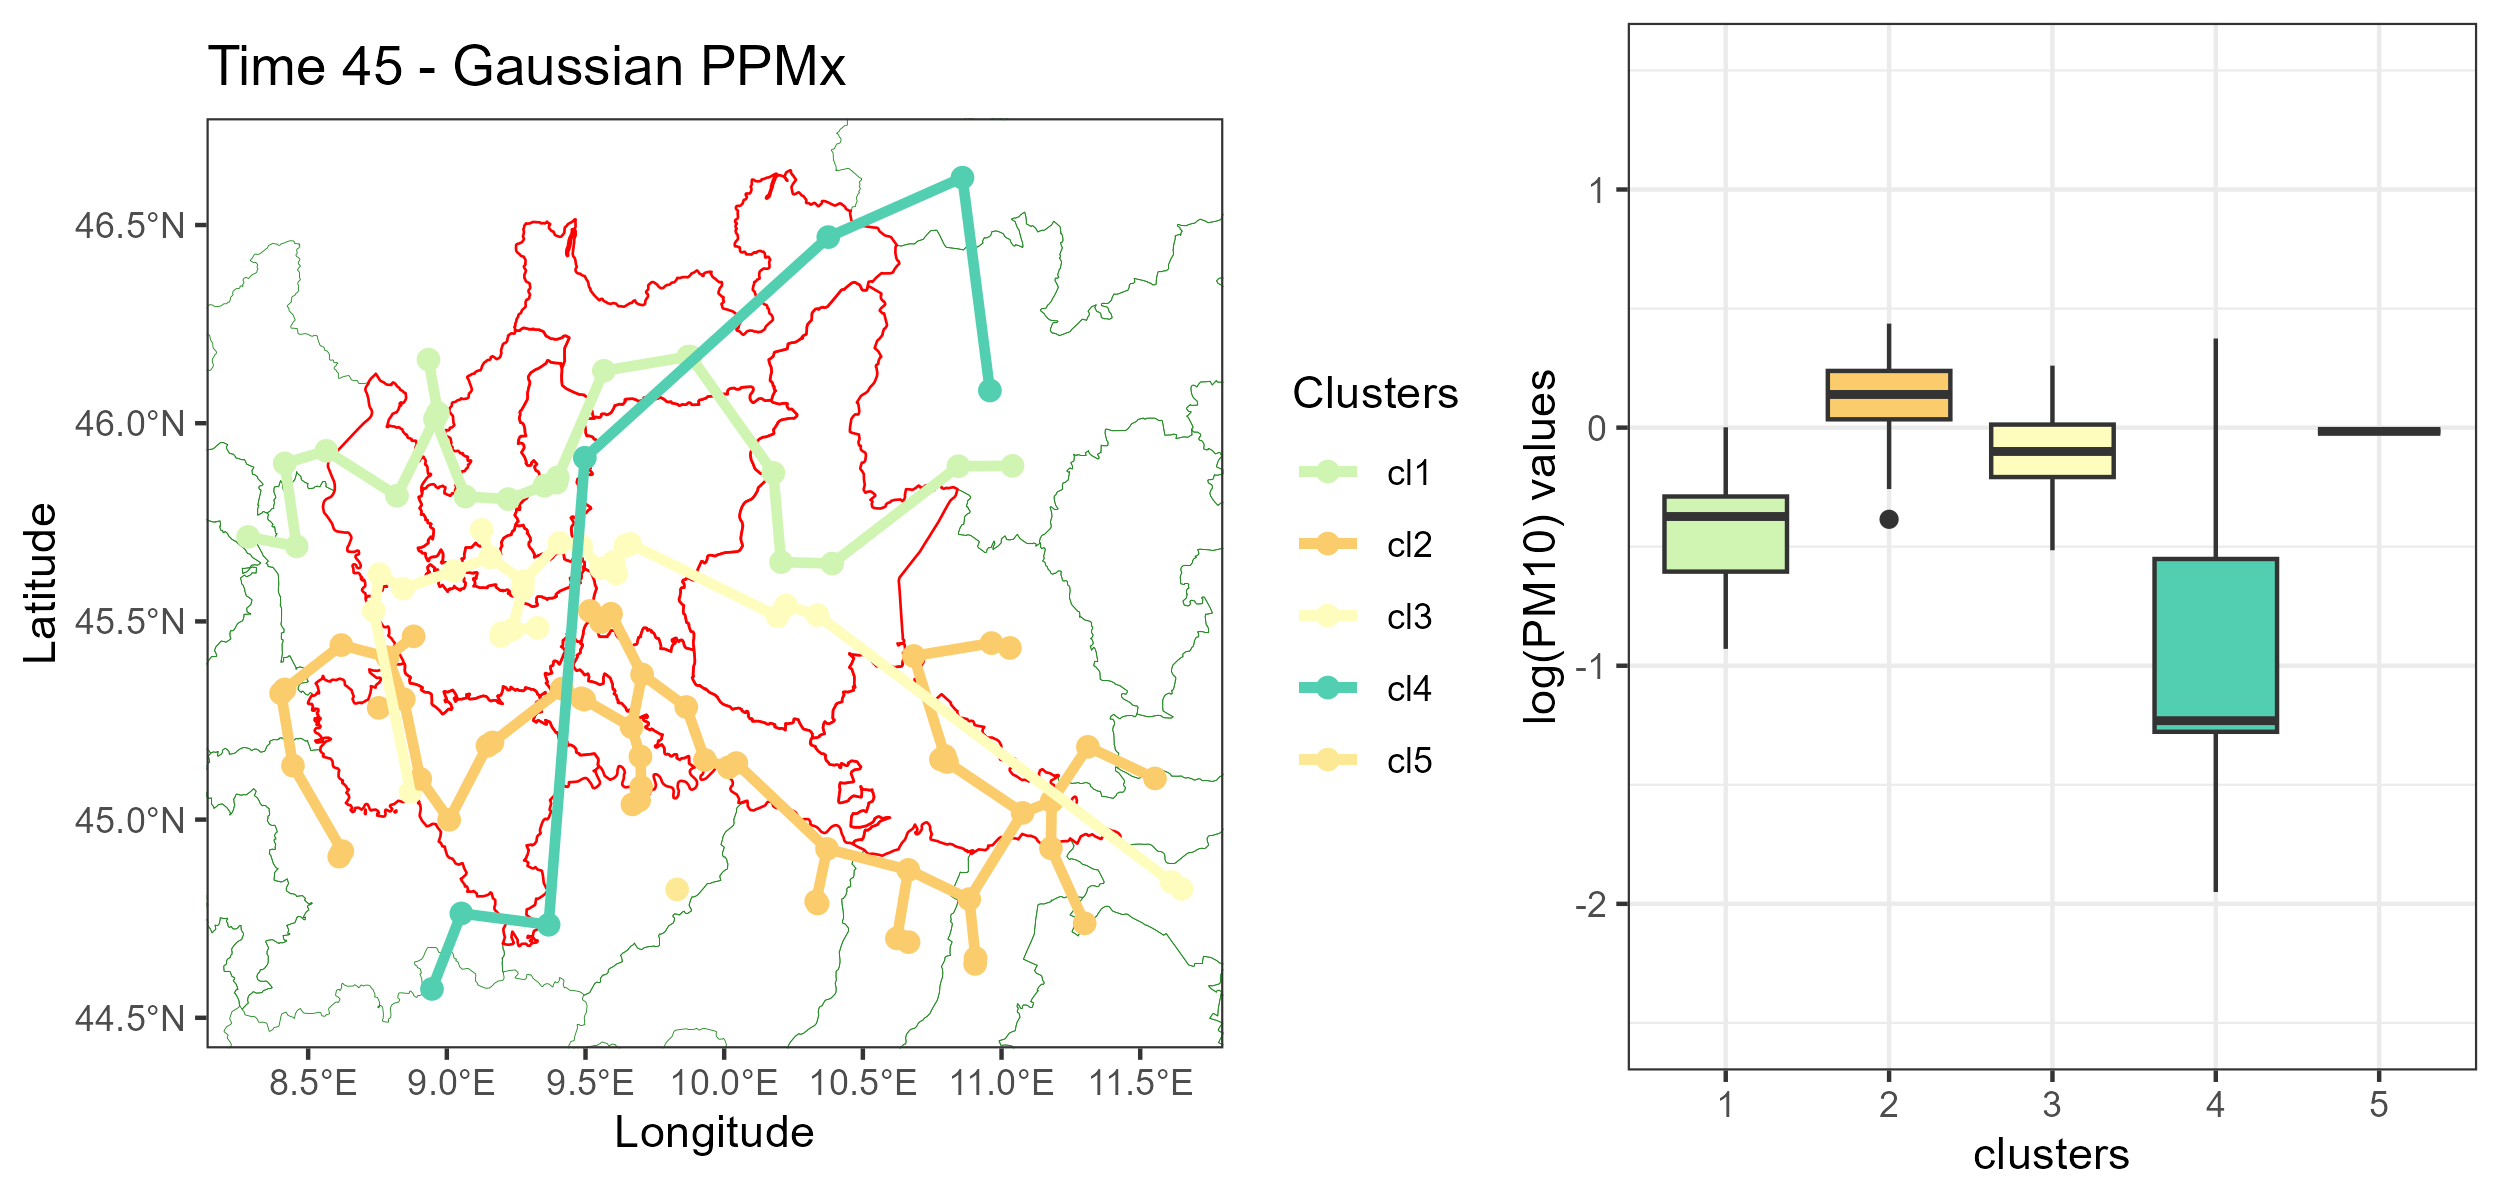 Time 45 - Gaussian PPMx
46.5°N
46.0°N
45.5°N
45.0°N
44.5°N
Latitude
8.5°E 9.0°E 9.5°E 10.0°E 10.5°E 11.0°E 11.5°E
Longitude
Clusters
cl1
cl2
cl3
cl4
cl5
log(PM10) values
1
0
-1
-2
1 2 3 4 5
clusters